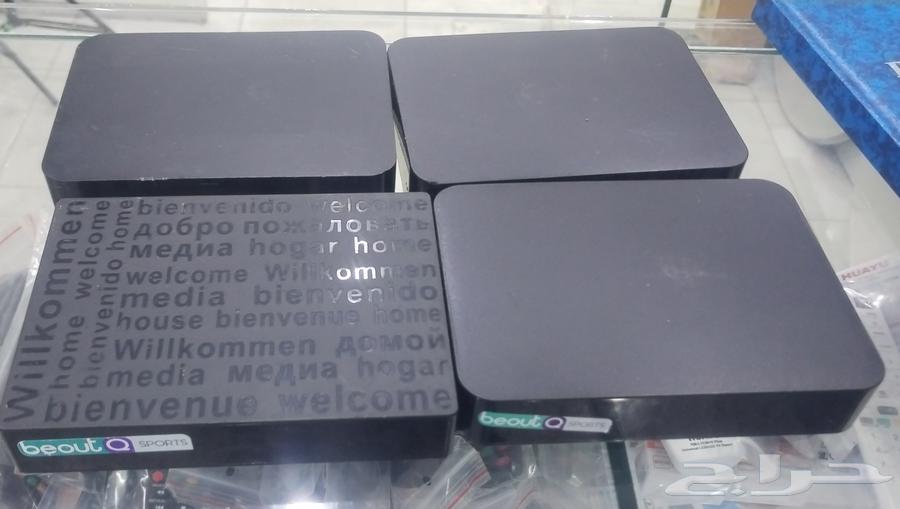 Willkommen
home welcome
bienvenido home
bienvenido welcome
добро пожаловать
медиа hogar home
welcome Willkommen
media bienvenido
house bienvenue home
Willkommen домой
media медиа hogar
bienvenue welcome
beoutQ SPORTS
beoutQ SPORTS
HUAYU
حراج